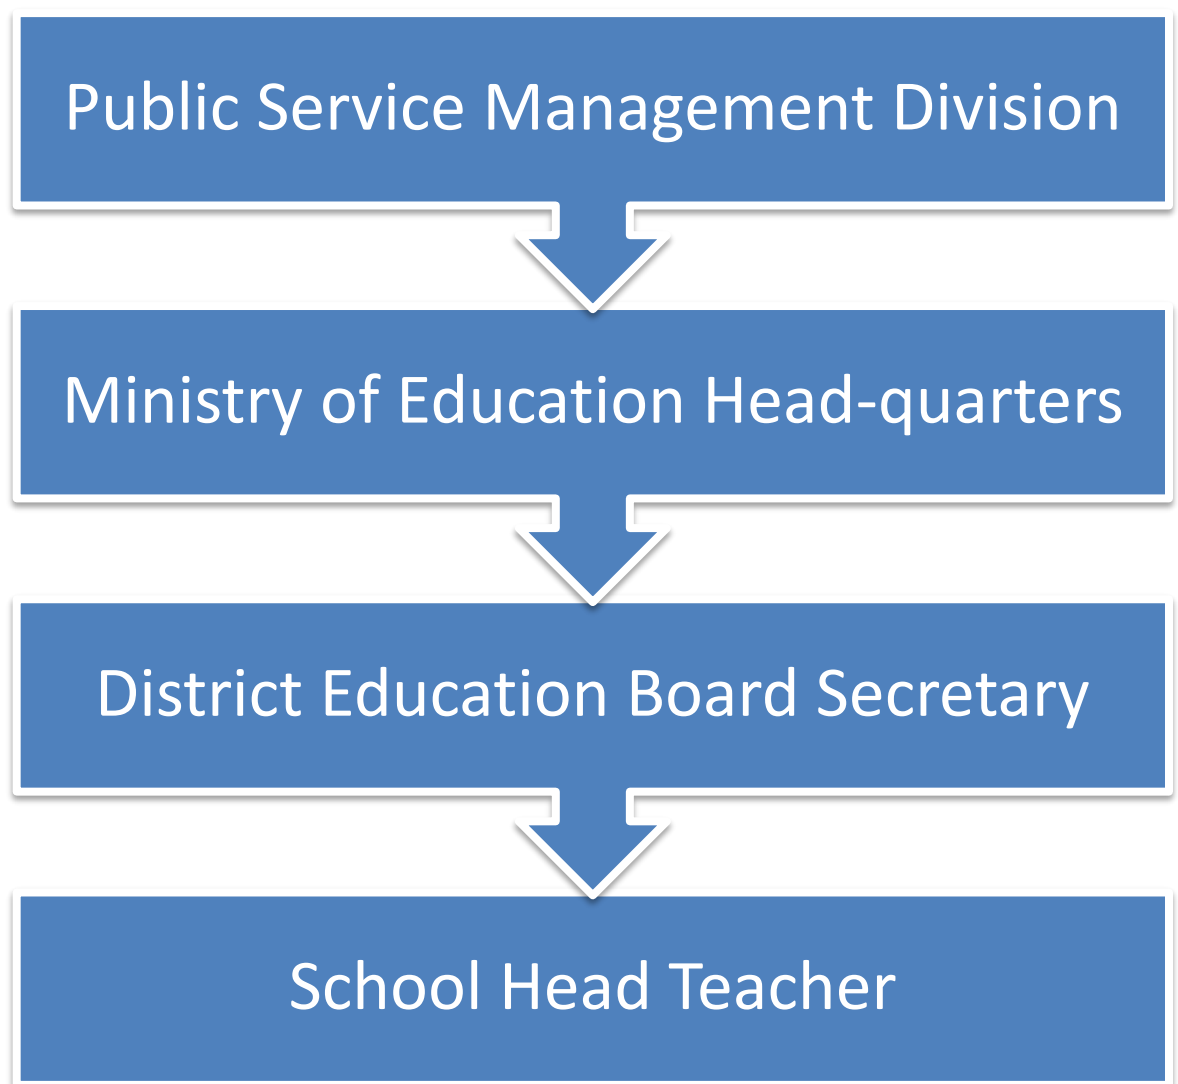 Public Service Management Division
Ministry of Education Head-quarters
District Education Board Secretary
School Head Teacher